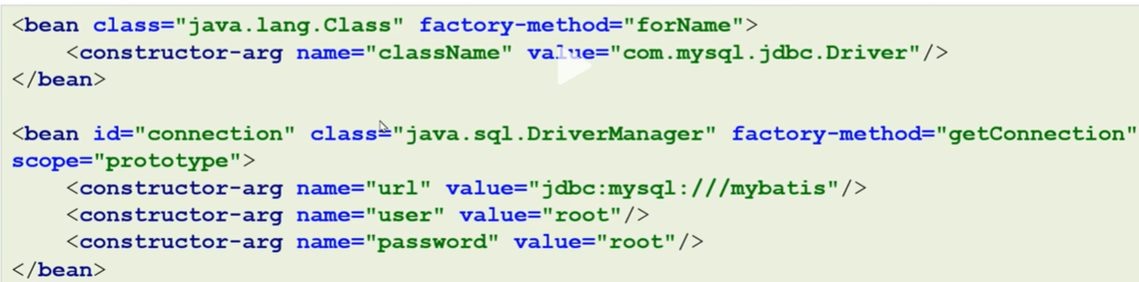 <bean class="java.lang.Class" factory-method="forName">
    <constructor-arg name="className" value="com.mysql.jdbc.Driver"/>
</bean>
<bean id="connection" class="java.sql.DriverManager" factory-method="getConnection"
scope="prototype">
    <constructor-arg name="url" value="jdbc:mysql:///mybatis"/>
    <constructor-arg name="user" value="root"/>
    <constructor-arg name="password" value="root"/>
</bean>